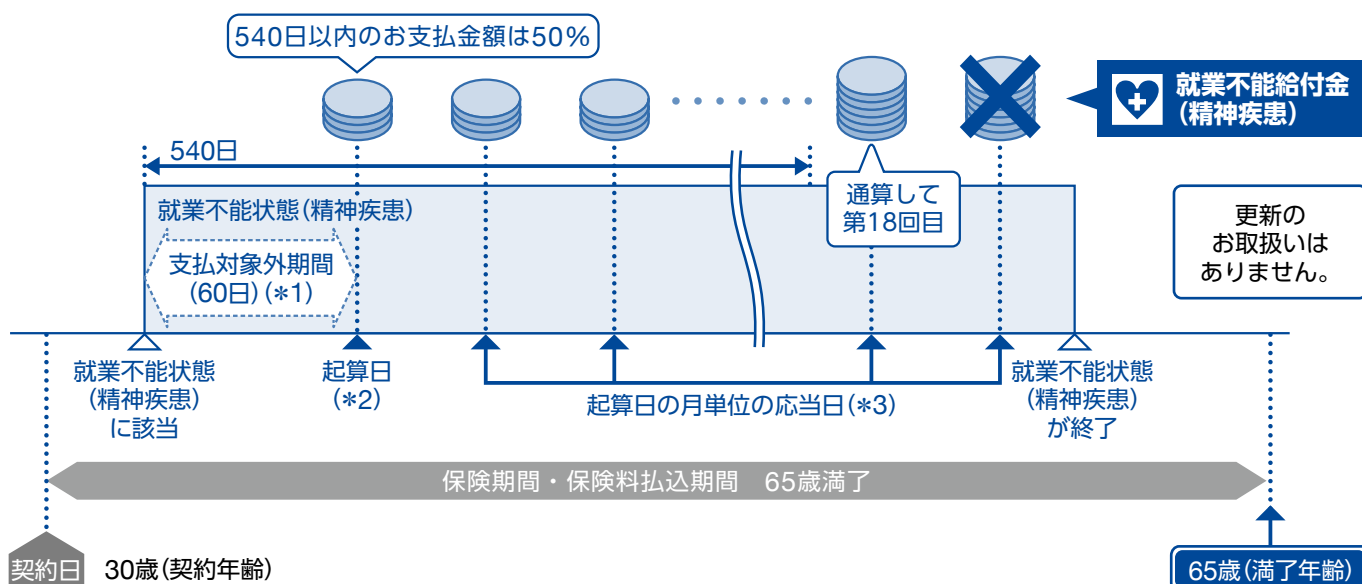 540日以内のお支払金額は50%
就業不能給付金
(精神疾患)
540日
就業不能状態(精神疾患)
支払対象外期間
(60日)(*1)
通算して
第18回目
更新の
お取扱いは
ありません。
就業不能状態
(精神疾患)
に該当
起算日
(*2)
起算日の月単位の応当日(*3)
就業不能状態
(精神疾患)
が終了
保険期間・保険料払込期間 65歳満了
契約日 30歳(契約年齢)
65歳(満了年齢)